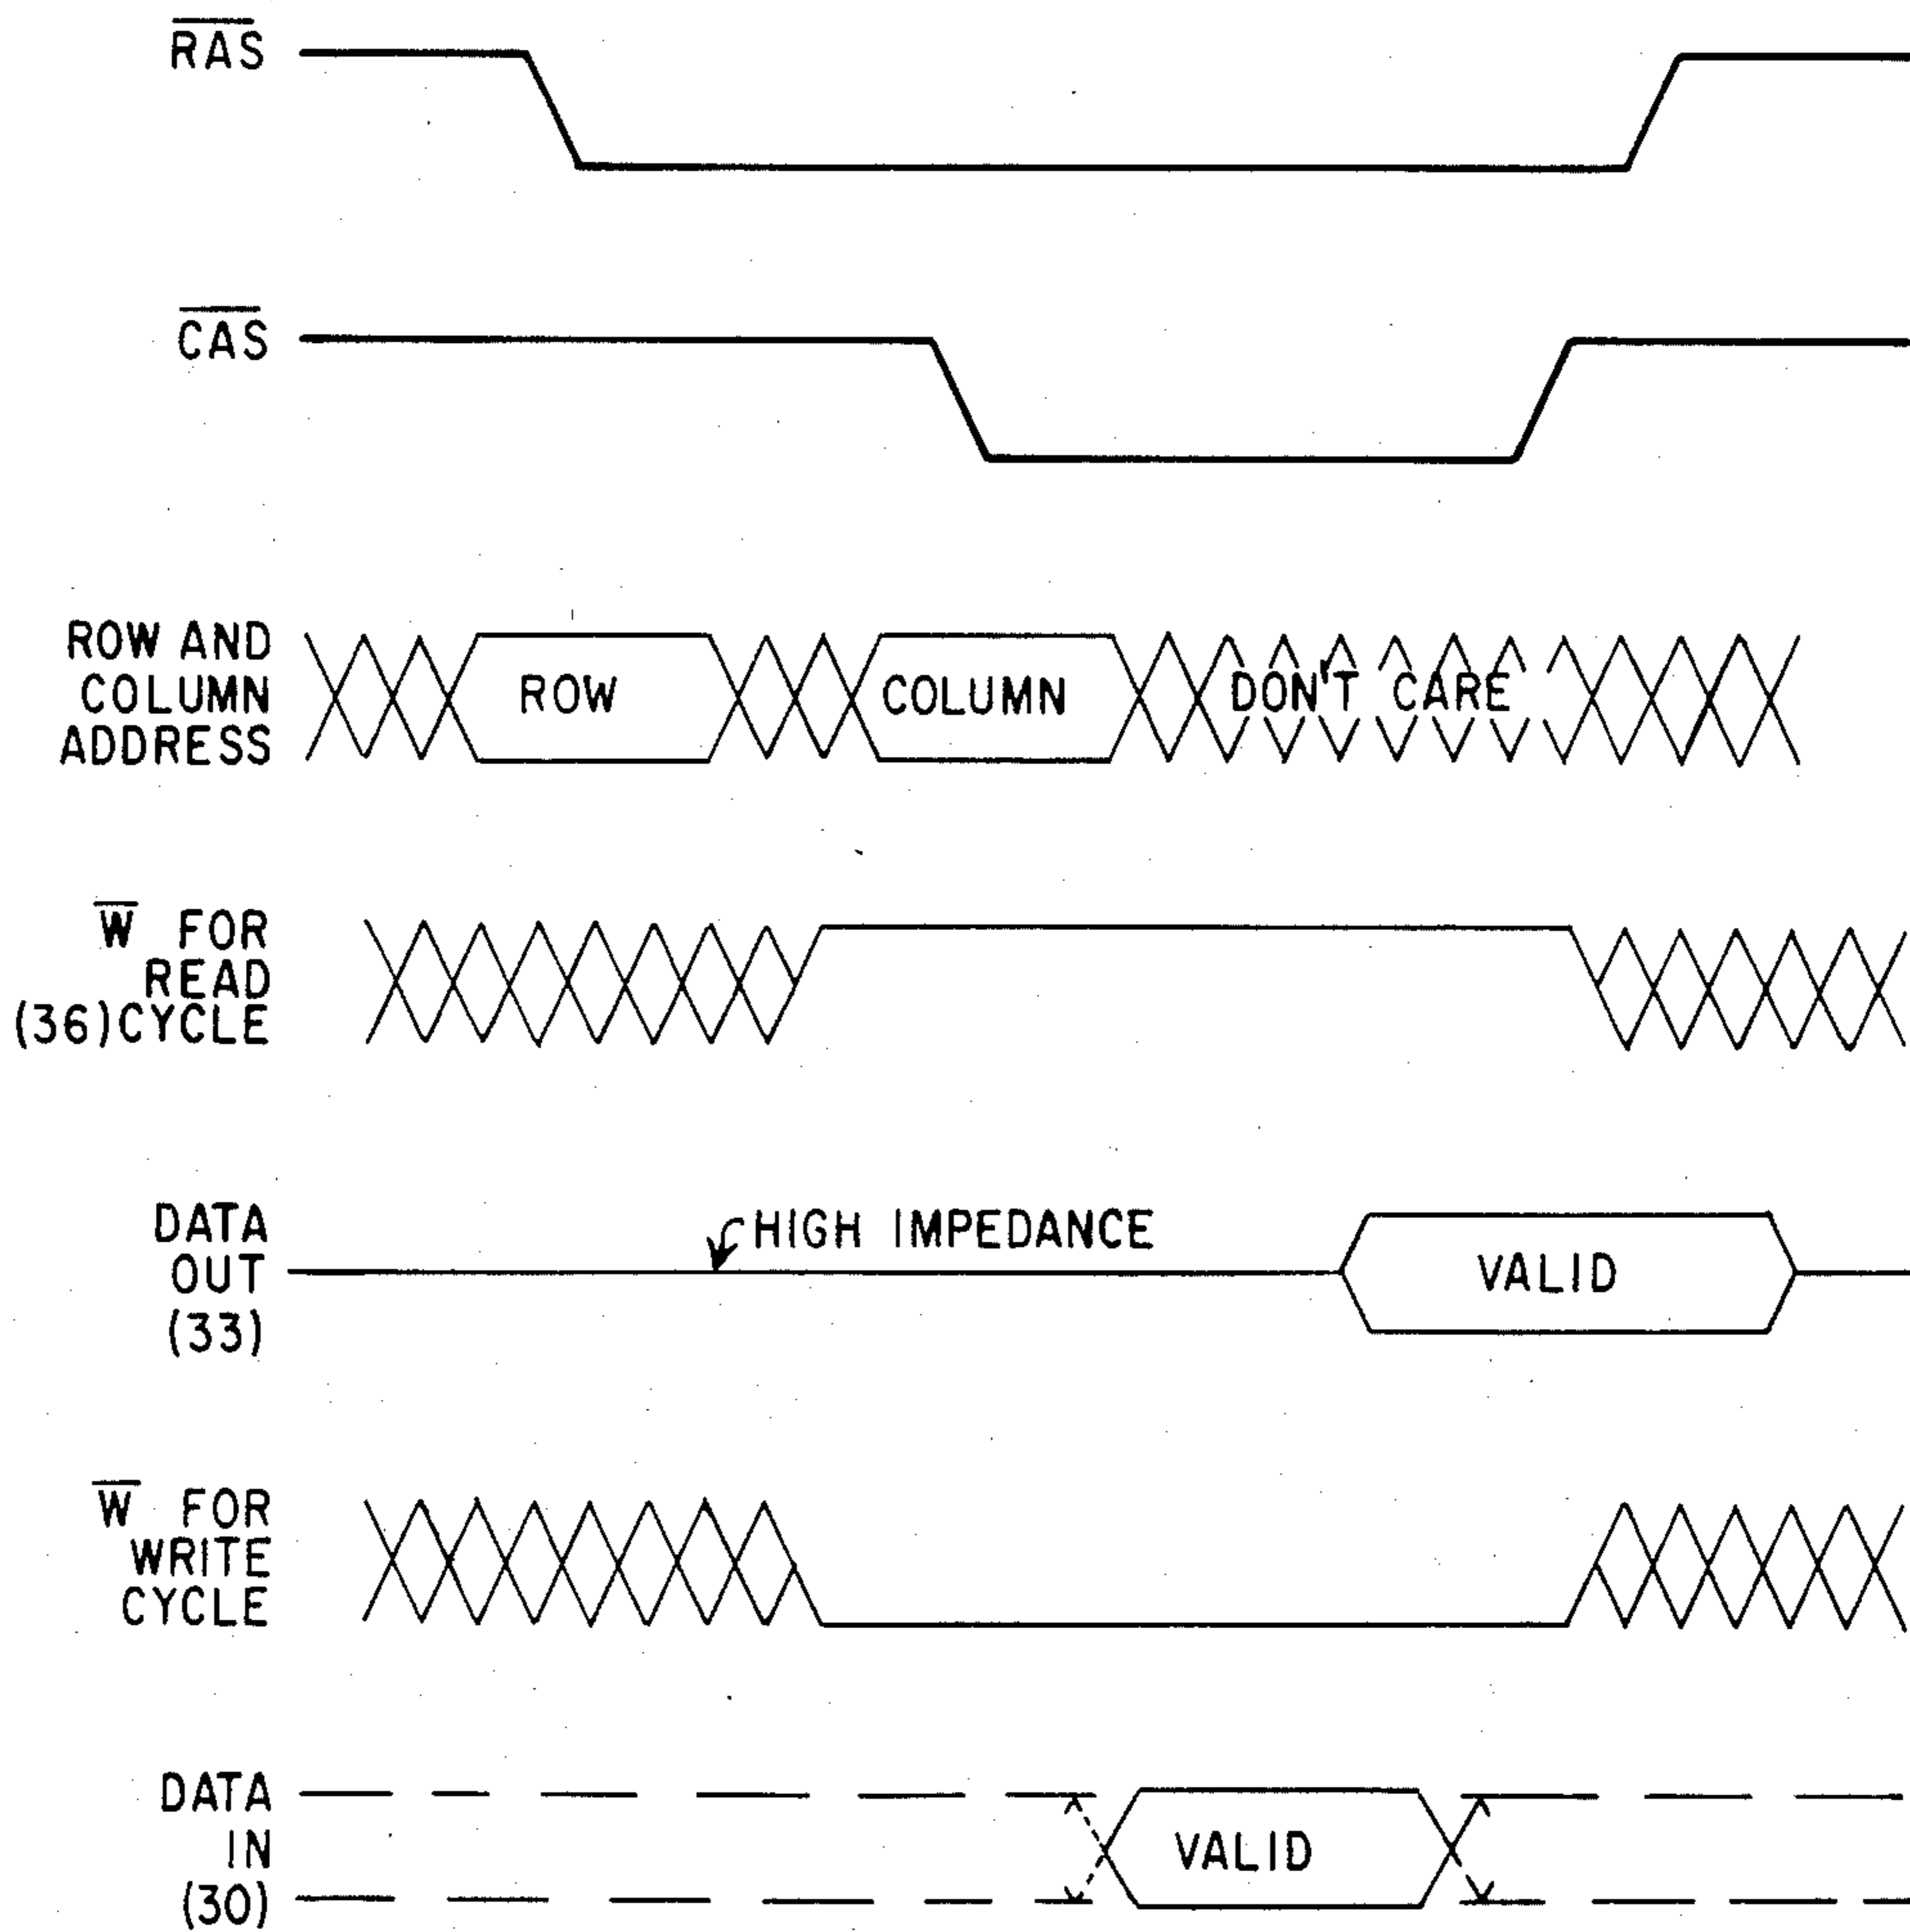 RAS
CAS
ROW AND
COLUMN
ADDRESS
ROW
COLUMN
DON'T CARE
W FOR
READ
(36)CYCLE
DATA
OUT
(33)
HIGH IMPEDANCE
VALID
W FOR
WRITE
CYCLE
DATA
IN
(30)
VALID